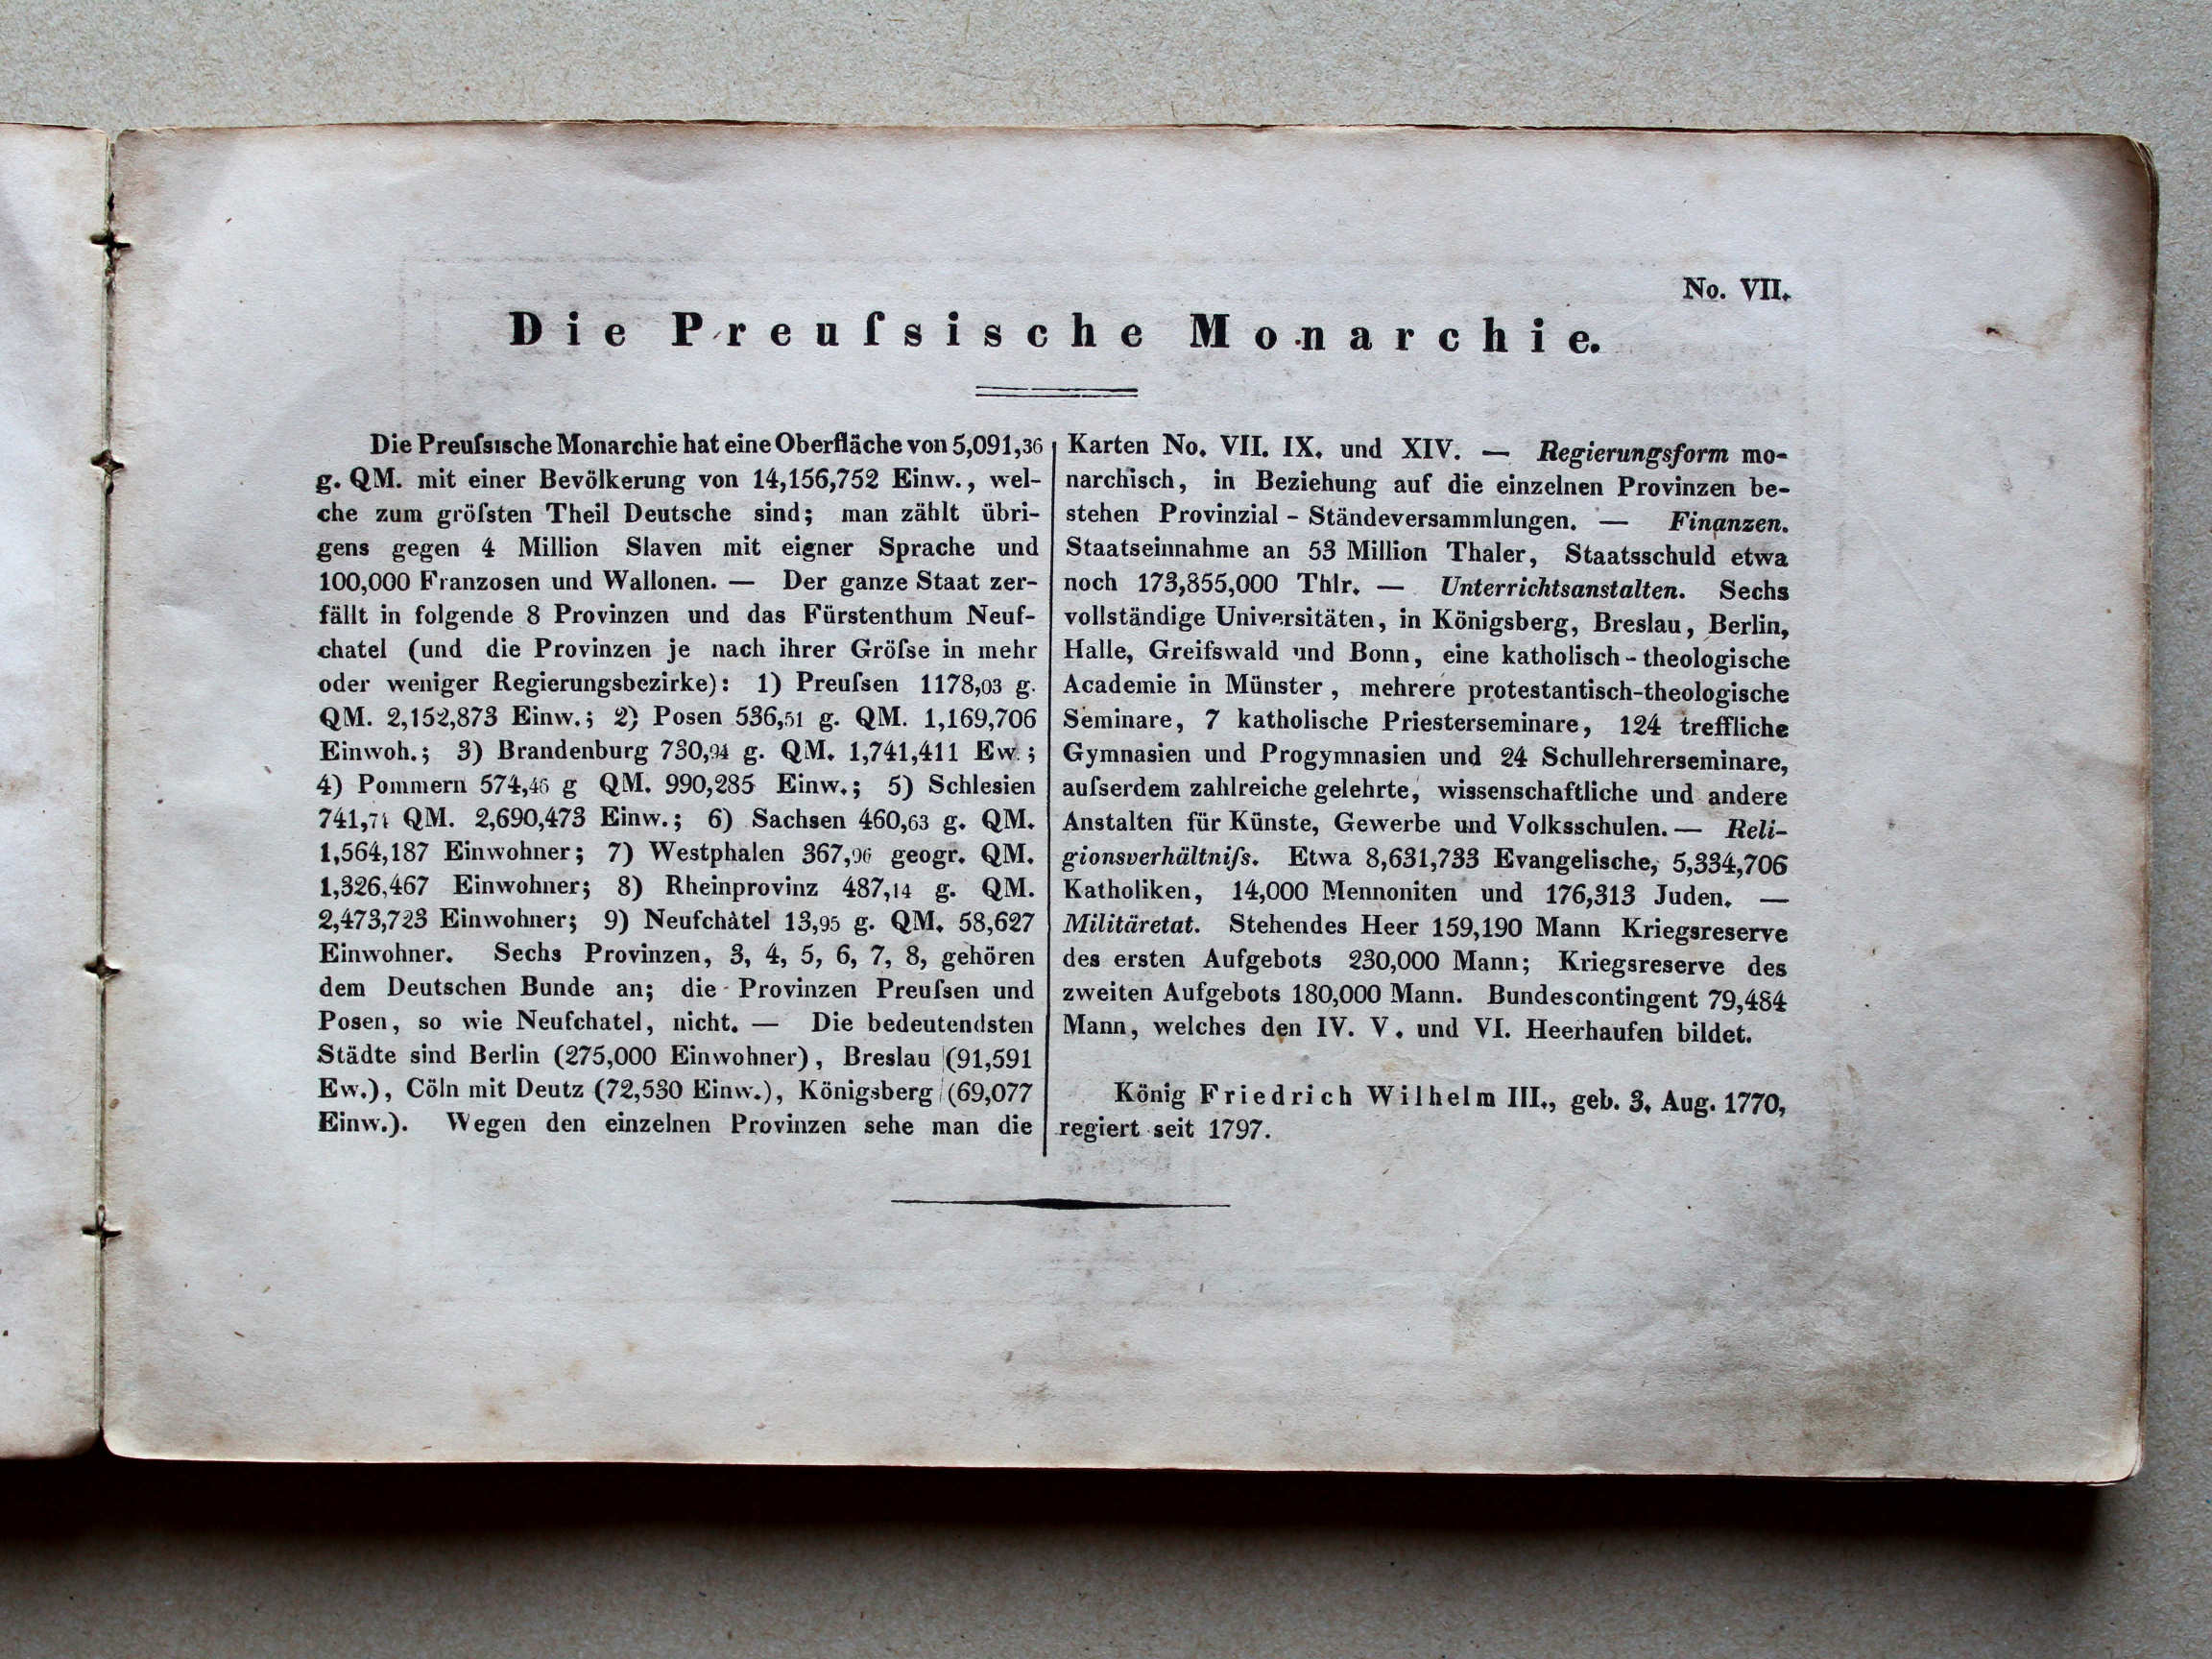 No. VII.
Die Preuſsische Monarchie.
Die Preuſsische Monarchie hat eine Oberfläche von 5,091,36
g. QM. mit einer Bevölkerung von 14,156,752 Einw., wel-
che zum gröſsten Theil Deutsche sind; man zählt übri-
gens gegen 4 Million Slaven mit eigner Sprache und
100,000 Franzosen und Wallonen. — Der ganze Staat zer-
fällt in folgende 8 Provinzen und das Fürstenthum Neuf-
chatel (und die Provinzen je nach ihrer Gröſse in mehr
oder weniger Regierungsbezirke): 1) Preuſsen 1178,03 g.
QM. 2,152,873 Einw.; 2) Posen 536,51 g. QM. 1,169,706
Einwoh.; 3) Brandenburg 730,94 g. QM. 1,741,411 Ew.;
4) Pommern 574,46 g QM. 990,285 Einw.; 5) Schlesien
741,71 QM. 2,690,473 Einw.; 6) Sachsen 460,63 g. QM.
1,564,187 Einwohner; 7) Westphalen 367,96 geogr. QM.
1,326,467 Einwohner; 8) Rheinprovinz 487,14 g. QM.
2,473,723 Einwohner; 9) Neufchâtel 13,95 g. QM. 58,627
Einwohner. Sechs Provinzen, 3, 4, 5, 6, 7, 8, gehören
dem Deutschen Bunde an; die Provinzen Preuſsen und
Posen, so wie Neufchatel, nicht. — Die bedeutendsten
Städte sind Berlin (275,000 Einwohner), Breslau (91,591
Ew.), Cöln mit Deutz (72,530 Einw.), Königsberg (69,077
Einw.). Wegen den einzelnen Provinzen sehe man die
Karten No. VII. IX. und XIV. — Regierungsform mo-
narchisch, in Beziehung auf die einzelnen Provinzen be-
stehen Provinzial-Ständeversammlungen. — Finanzen.
Staatseinnahme an 53 Million Thaler, Staatsschuld etwa
noch 173,855,000 Thlr. — Unterrichtsanstalten. Sechs
vollständige Universitäten, in Königsberg, Breslau, Berlin,
Halle, Greifswald und Bonn, eine katholisch-theologische
Academie in Münster, mehrere protestantisch-theologische
Seminare, 7 katholische Priesterseminare, 124 treffliche
Gymnasien und Progymnasien und 24 Schullehrerseminare,
auſserdem zahlreiche gelehrte, wissenschaftliche und andere
Anstalten für Künste, Gewerbe und Volksschulen. — Reli-
gionsverhältniſs. Etwa 8,631,733 Evangelische, 5,334,706
Katholiken, 14,000 Mennoniten und 176,313 Juden. —
Militäretat. Stehendes Heer 159,190 Mann Kriegsreserve
des ersten Aufgebots 230,000 Mann; Kriegsreserve des
zweiten Aufgebots 180,000 Mann. Bundescontingent 79,484
Mann, welches den IV. V. und VI. Heerhaufen bildet.
König Friedrich Wilhelm III., geb. 3. Aug. 1770,
regiert seit 1797.